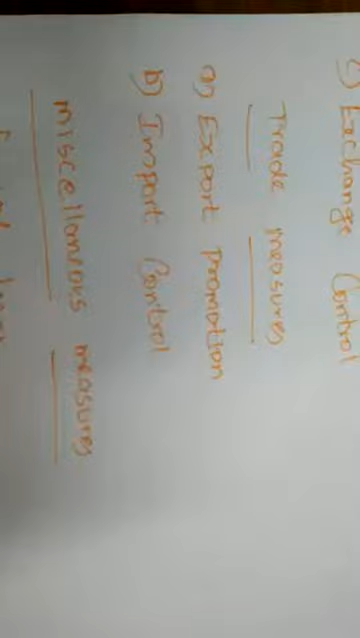 c) Exchange Control
Trade measures
a) Export Promotion
b) Import Control
Miscellaneous measures